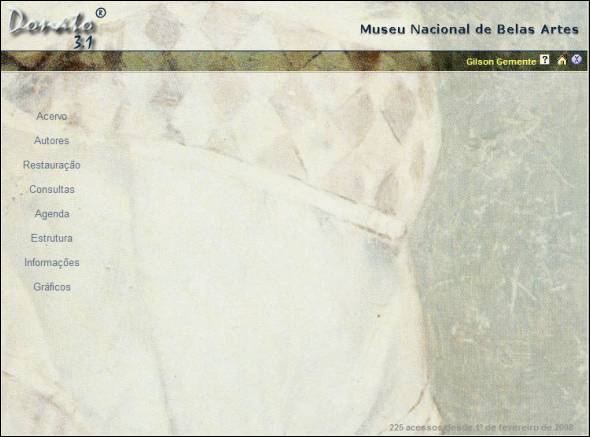 Donato ®
3.1
Museu Nacional de Belas Artes
Gilson Gemente ? X
Acervo
Autores
Restauração
Consultas
Agenda
Estrutura
Informações
Gráficos
225 acessos desde 1º de fevereiro de 2008